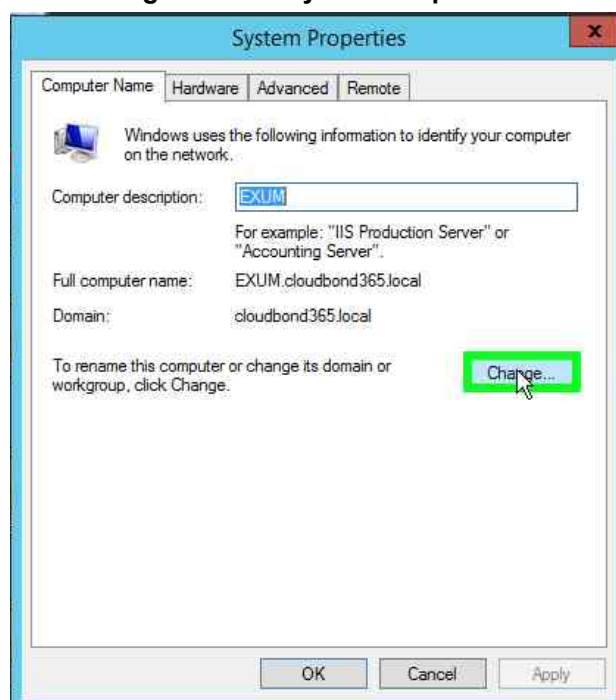 System Properties
x
Computer Name Hardware Advanced Remote
Windows uses the following information to identify your computer
on the network.
Computer description: EXUM
For example: "IIS Production Server" or
"Accounting Server".
Full computer name: EXUM.cloudbond365.local
Domain: cloudbond365.local
To rename this computer or change its domain or
workgroup, click Change.
Change...
OK Cancel Apply